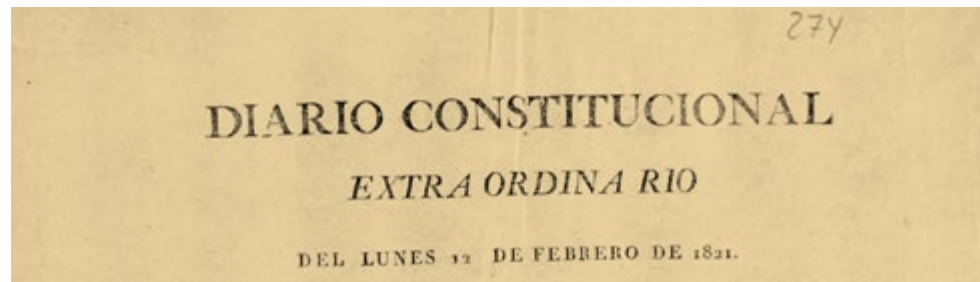 274
DIARIO CONSTITUCIONAL
EXTRA ORDINA RIO
DEL LUNES 12 DE FEBRERO DE 1821.